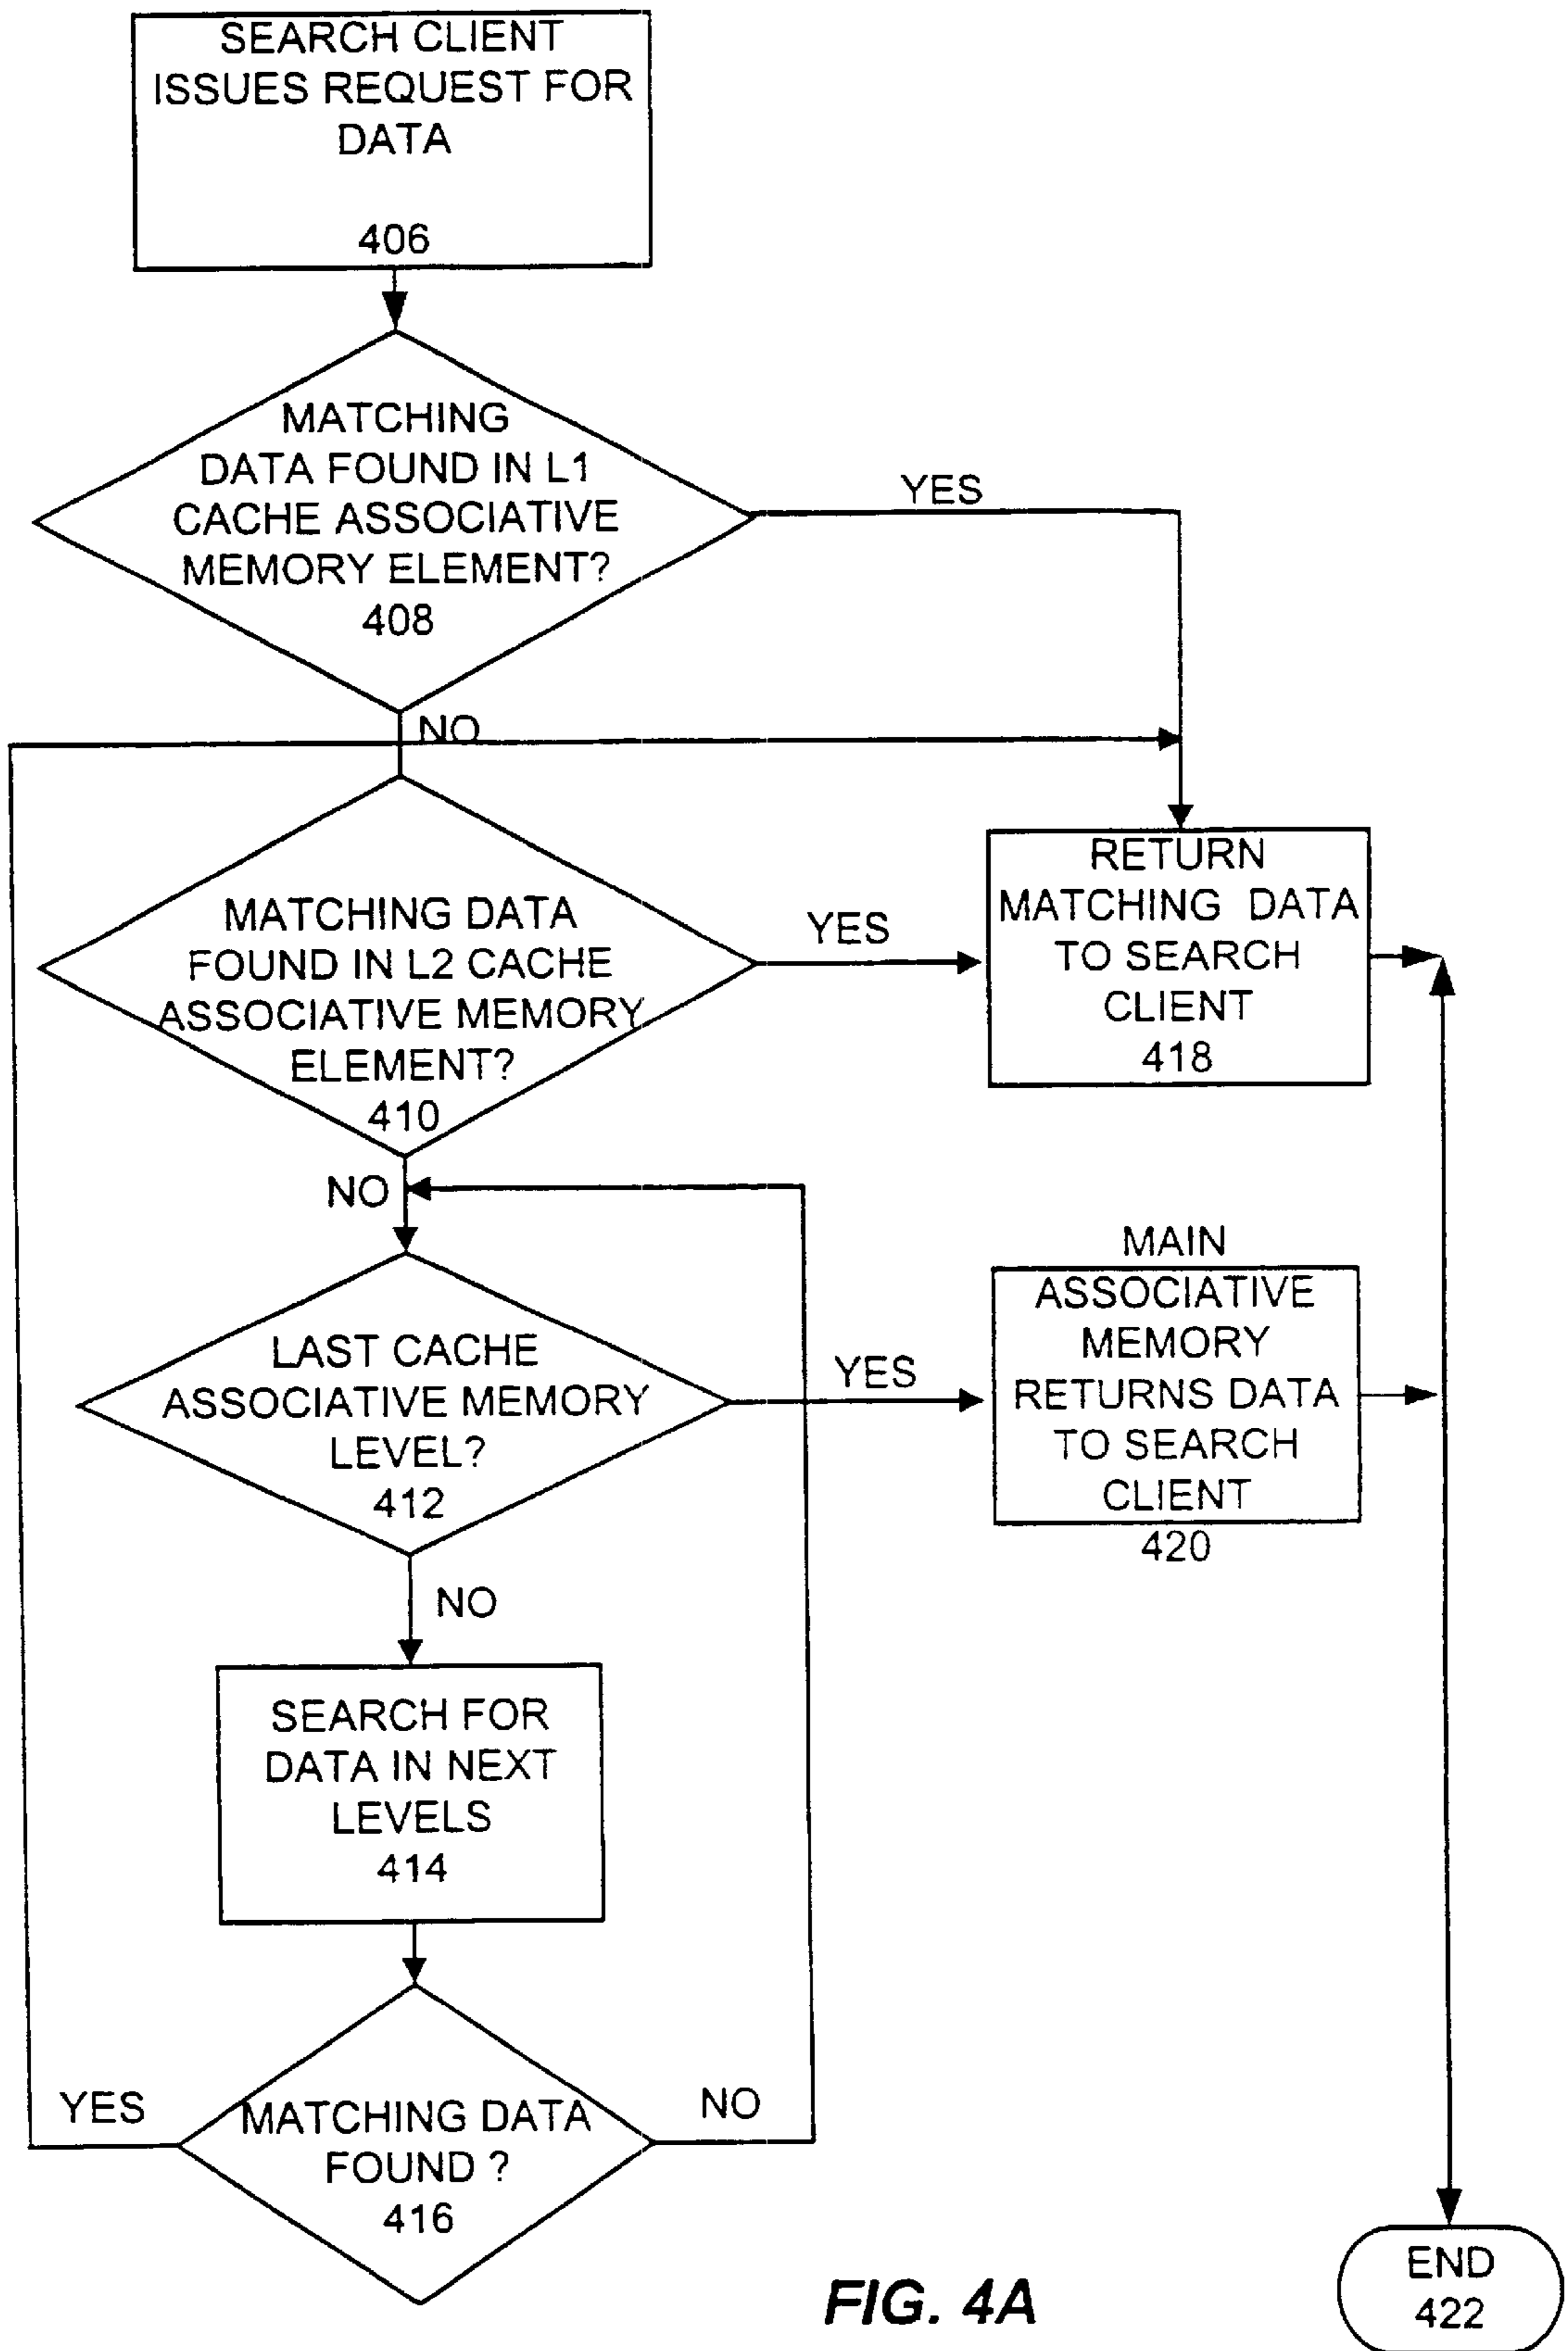 SEARCH CLIENT
ISSUES REQUEST FOR
DATA
406
MATCHING
DATA FOUND IN L1
CACHE ASSOCIATIVE
MEMORY ELEMENT?
408
YES
NO
MATCHING DATA
FOUND IN L2 CACHE
ASSOCIATIVE MEMORY
ELEMENT?
410
YES
RETURN
MATCHING DATA
TO SEARCH
CLIENT
418
NO
LAST CACHE
ASSOCIATIVE MEMORY
LEVEL?
412
YES
MAIN
ASSOCIATIVE
MEMORY
RETURNS DATA
TO SEARCH
CLIENT
420
NO
SEARCH FOR
DATA IN NEXT
LEVELS
414
YES
MATCHING DATA
FOUND ?
416
NO
END
422
FIG. 4A